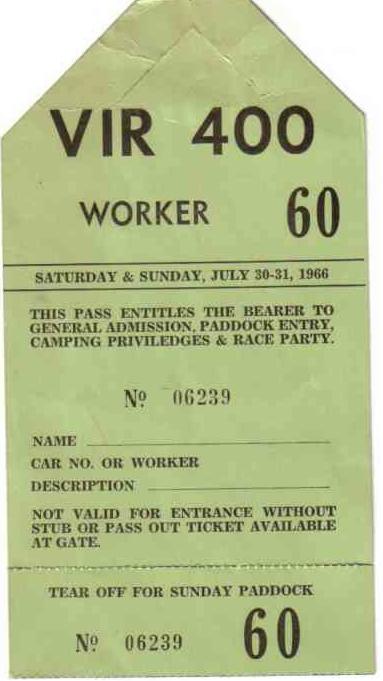 VIR 400
WORKER 60
SATURDAY & SUNDAY, JULY 30-31, 1966
THIS PASS ENTITLES THE BEARER TO
GENERAL ADMISSION, PADDOCK ENTRY,
CAMPING PRIVILEDGES & RACE PARTY.
Nº 06239
NAME
CAR NO. OR WORKER
DESCRIPTION
NOT VALID FOR ENTRANCE WITHOUT
STUB OR PASS OUT TICKET AVAILABLE
AT GATE.
TEAR OFF FOR SUNDAY PADDOCK
Nº 06239 60